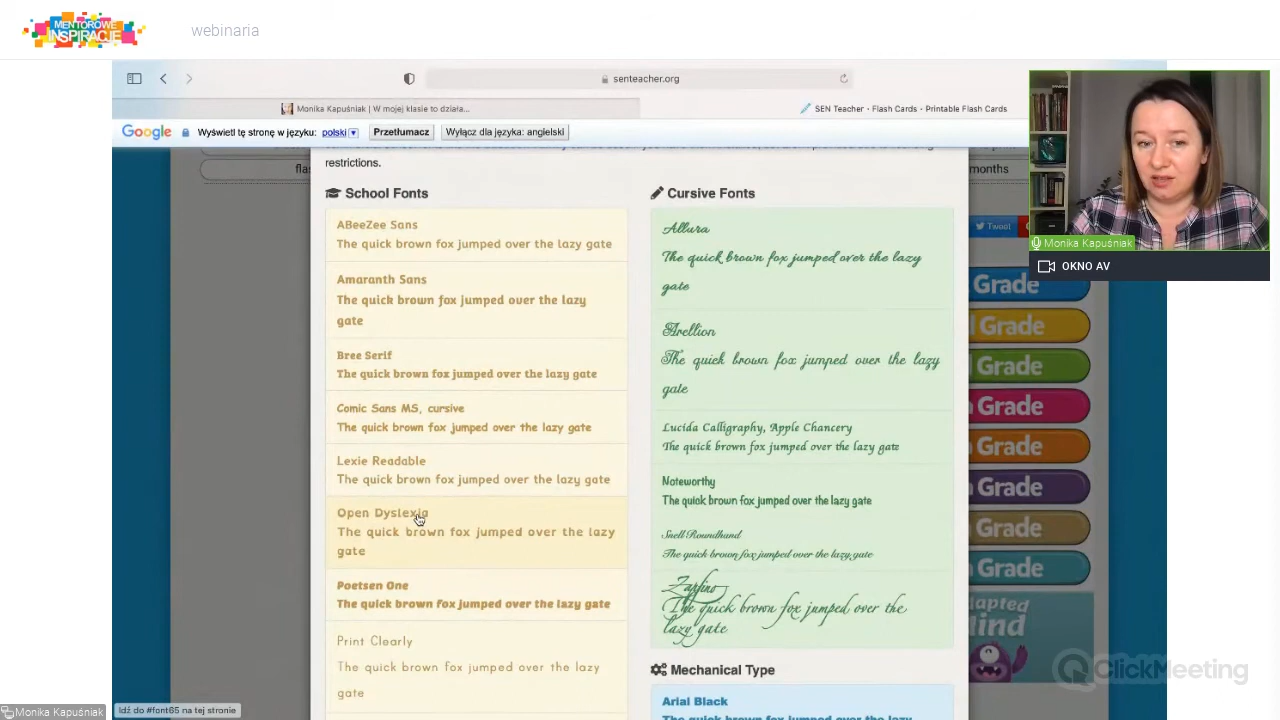 MENTOROWE
INSPIRACJE
webinaria
senteacher.org
Monika Kapuśniak | W mojej klasie to działa...
SEN Teacher - Flash Cards - Printable Flash Cards
Google
Wyświetl tę stronę w języku: polski
Przetłumacz
Wyłącz dla języka: angielski
restrictions.
months
Tweet
School Fonts
ABeeZee Sans
The quick brown fox jumped over the lazy gate
Amaranth Sans
The quick brown fox jumped over the lazy
gate
Bree Serif
The quick brown fox jumped over the lazy gate
Comic Sans MS, cursive
The quick brown fox jumped over the lazy gate
Lexie Readable
The quick brown fox jumped over the lazy gate
Open Dyslexia
The quick brown fox jumped over the lazy
gate
Poetsen One
The quick brown fox jumped over the lazy gate
Print Clearly
The quick brown fox jumped over the lazy
gate
Cursive Fonts
Allura
The quick brown fox jumped over the lazy
gate
Arellion
The quick brown fox jumped over the lazy
gate
Lucida Calligraphy, Apple Chancery
The quick brown fox jumped over the lazy gate
Noteworthy
The quick brown fox jumped over the lazy gate
Snell Roundhand
The quick brown fox jumped over the lazy gate
Zapfino
The quick brown fox jumped over the
lazy gate
Mechanical Type
Arial Black
The quick brown fox jumped over the lazy
Monika Kapuśniak
OKNO AV
Grade
Grade
Grade
Grade
Grade
Grade
Grade
Grade
ClickMeeting
Monika Kapuśniak
Idź do #font65 na tej stronie